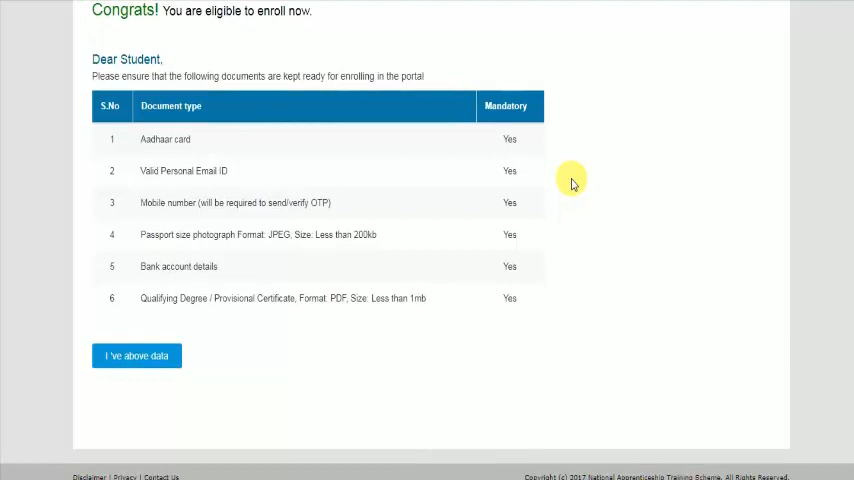 Congrats! You are eligible to enroll now.
Dear Student,
Please ensure that the following documents are kept ready for enrolling in the portal
S.No Document type Mandatory
1 Aadhaar card Yes
2 Valid Personal Email ID Yes
3 Mobile number (will be required to send/verify OTP) Yes
4 Passport size photograph Format: JPEG, Size: Less than 200kb Yes
5 Bank account details Yes
6 Qualifying Degree / Provisional Certificate, Format: PDF, Size: Less than 1mb Yes
I 've above data
Disclaimer | Privacy | Contact Us Copyright (c) 2017 National Apprenticeship Training Scheme. All Rights Reserved.